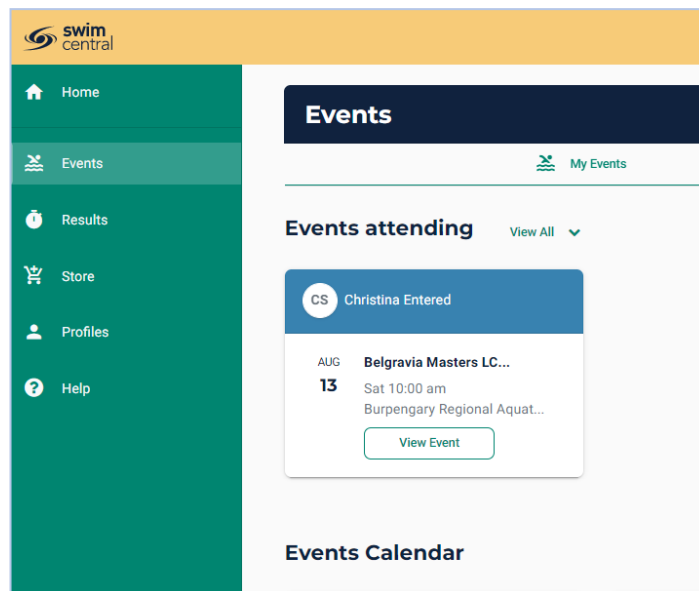 swim
central
Home
Events
Results
Store
Profiles
Help
Events
My Events
Events attending
View All
CS Christina Entered
AUG
13
Belgravia Masters LC...
Sat 10:00 am
Burpengary Regional Aquat...
View Event
Events Calendar